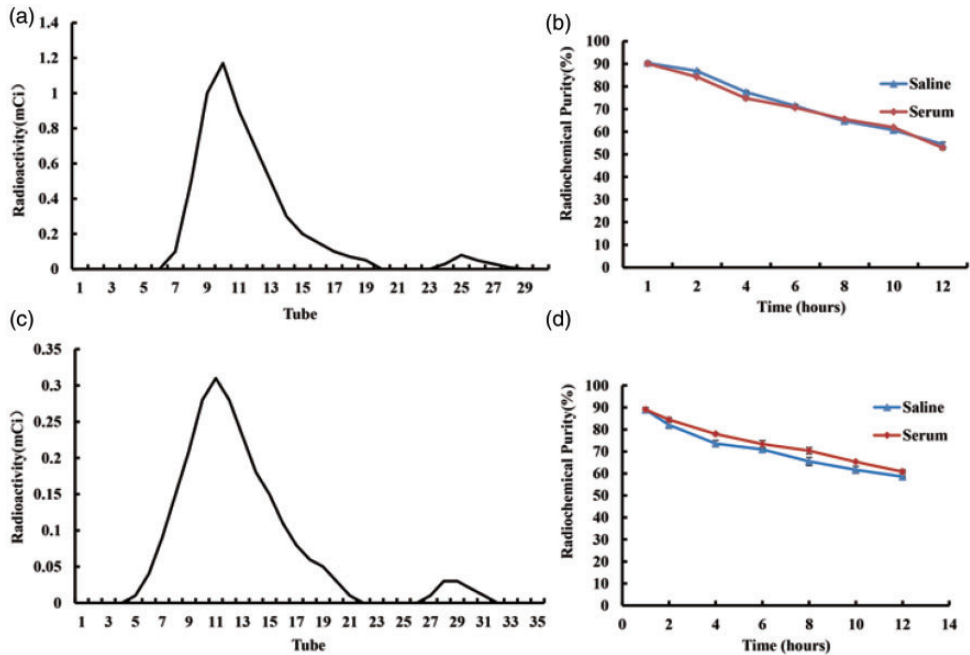 (a)
Radioactivity(mCi)
1.4
1.2
1
0.8
0.6
0.4
0.2
0
1 3 5 7 9 11 13 15 17 19 21 23 25 27 29
Tube
(b)
Radiochemical Purity(%)
100
90
80
70
60
50
40
30
20
10
0
Saline
Serum
1 2 4 6 8 10 12
Time (hours)
(c)
Radioactivity(mCi)
0.35
0.3
0.25
0.2
0.15
0.1
0.05
0
1 3 5 7 9 11 13 15 17 19 21 23 25 27 29 31 33 35
Tube
(d)
Radiochemical Purity(%)
100
90
80
70
60
50
40
30
20
10
0
Saline
Serum
0 2 4 6 8 10 12 14
Time (hours)